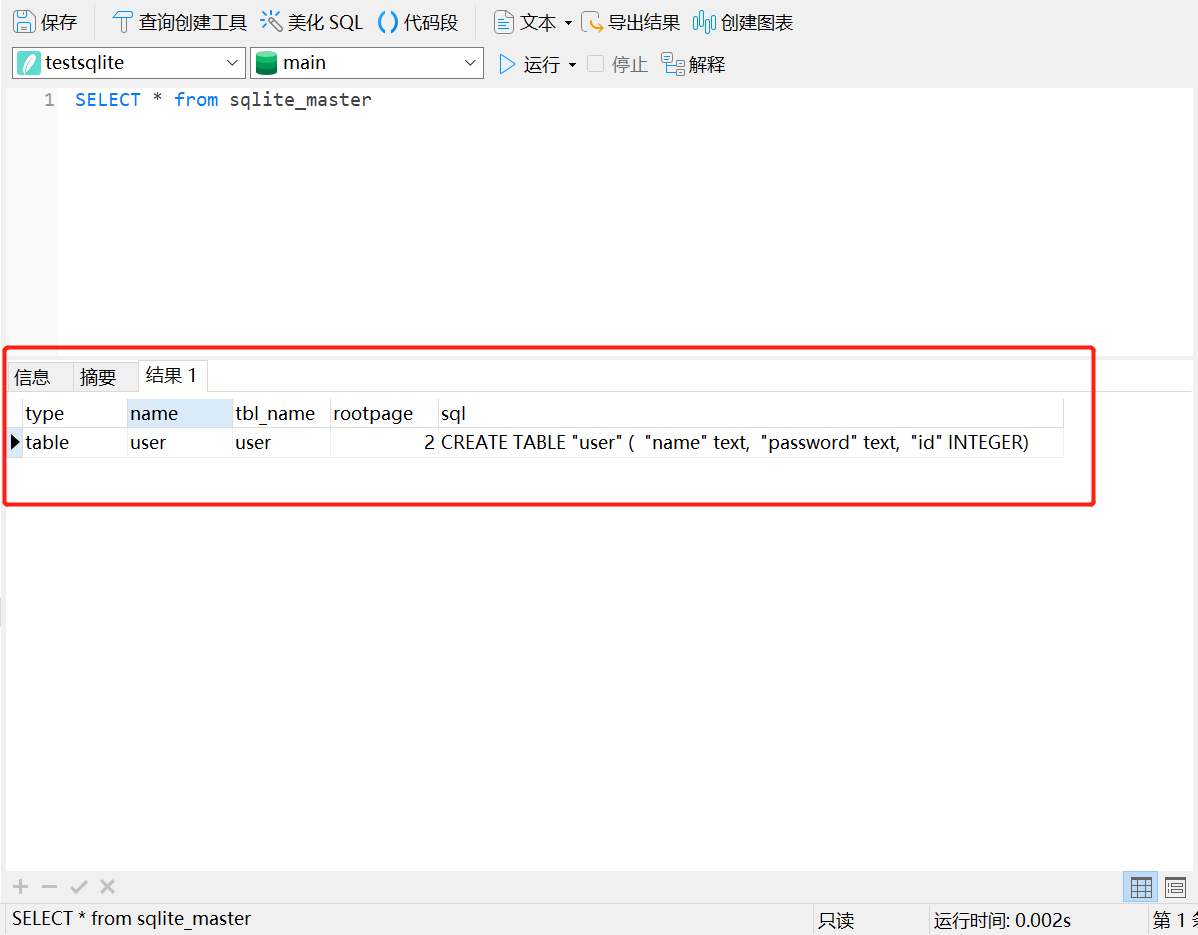 保存 查询创建工具 美化 SQL 代码段 文本 导出结果 创建图表
testsqlite main 运行 停止 解释
1 SELECT * from sqlite_master
信息 摘要 结果 1
type name tbl_name rootpage sql
table user user 2 CREATE TABLE "user" ( "name" text, "password" text, "id" INTEGER)
SELECT * from sqlite_master 只读 运行时间: 0.002s 第 1